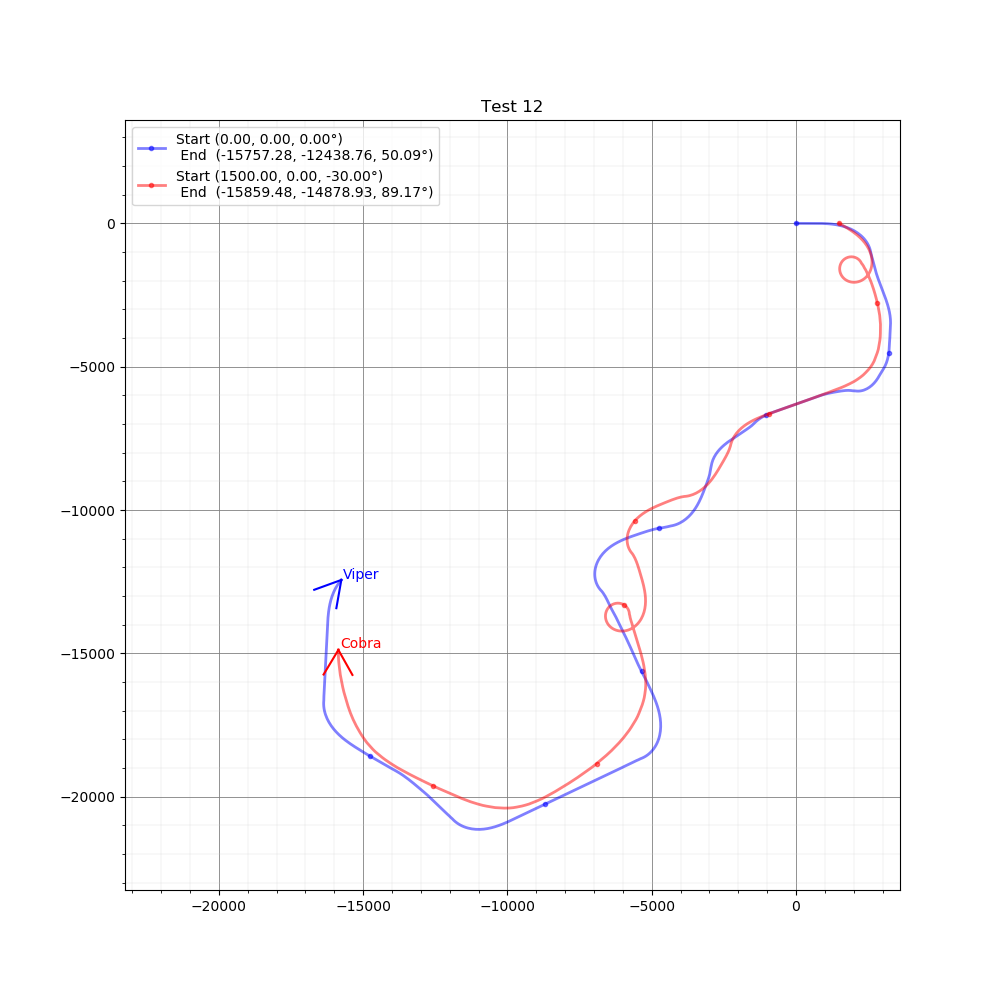 Test 12
Start (0.00, 0.00, 0.00°)
End (-15757.28, -12438.76, 50.09°)
Start (1500.00, 0.00, -30.00°)
End (-15859.48, -14878.93, 89.17°)
0
−5000
−10000
−15000
−20000
Viper
Cobra
−20000 −15000 −10000 −5000 0